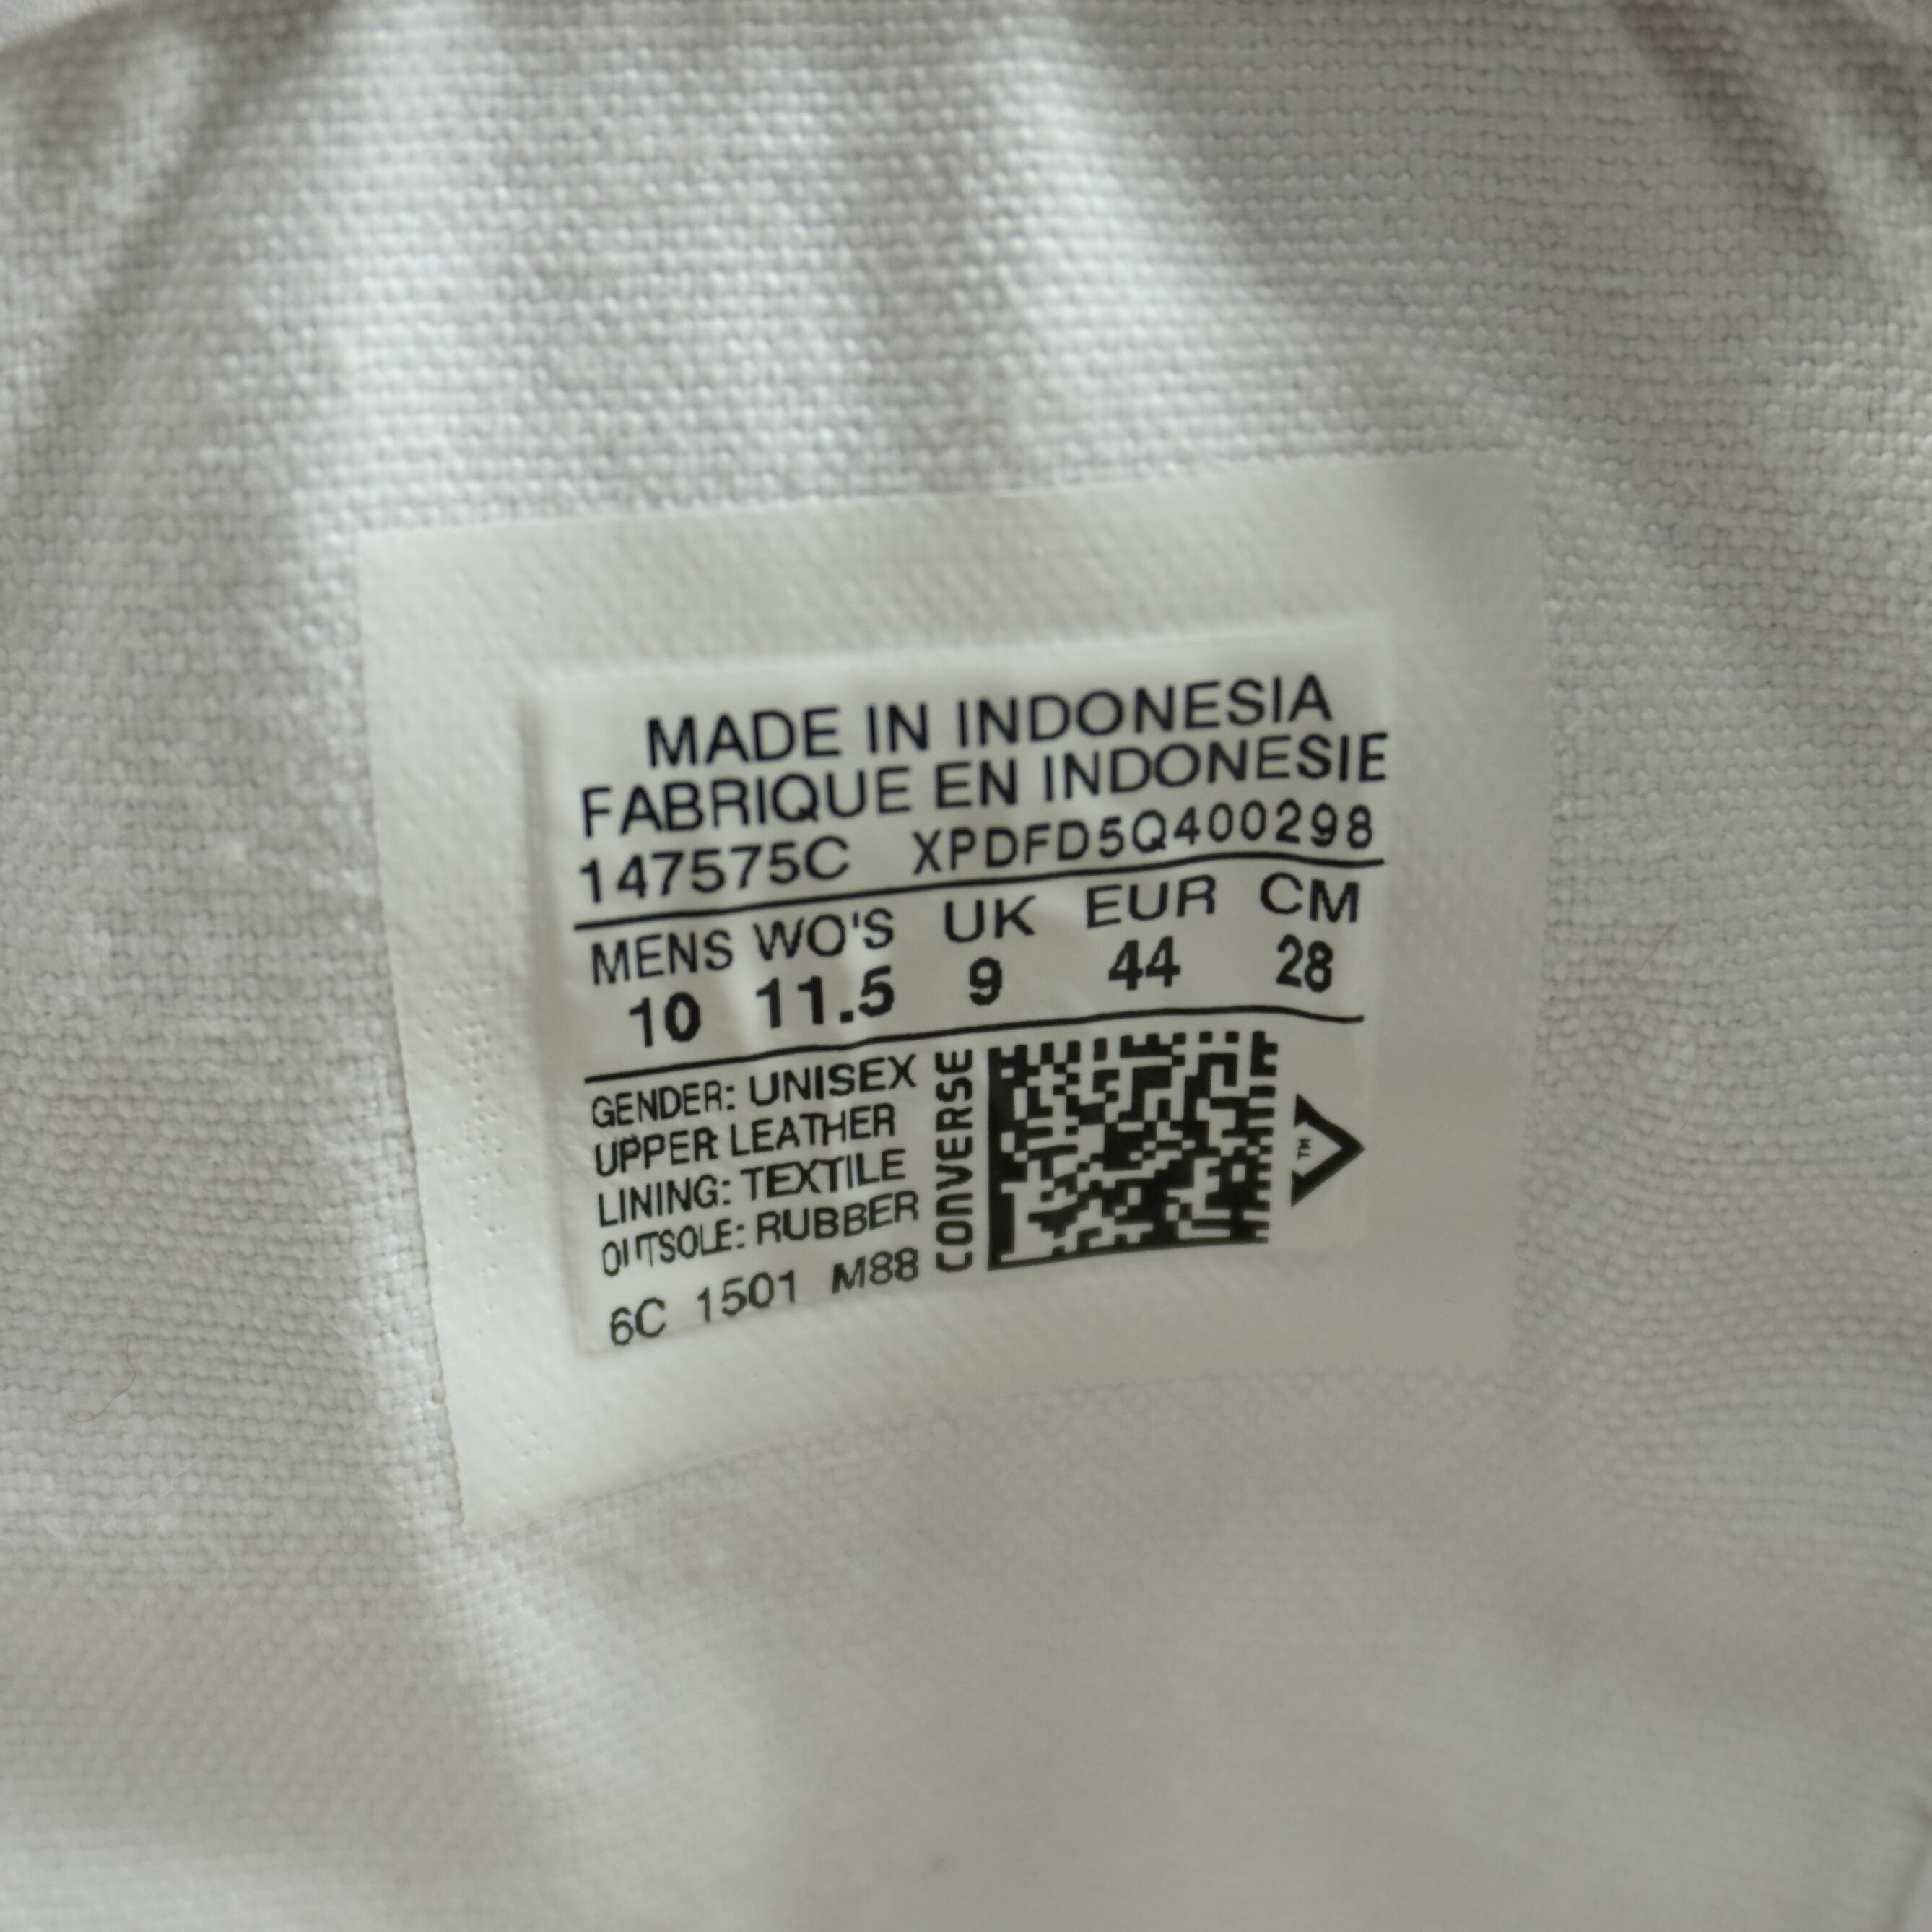 MADE IN INDONESIA
FABRIQUE EN INDONESIE
147575C XPDFD5Q400298
MENS WO'S UK EUR CM
10 11.5 9 44 28
GENDER: UNISEX
UPPER LEATHER
LINING: TEXTILE
OUTSOLE: RUBBER
6C 1501 M88
CONVERSE
TM